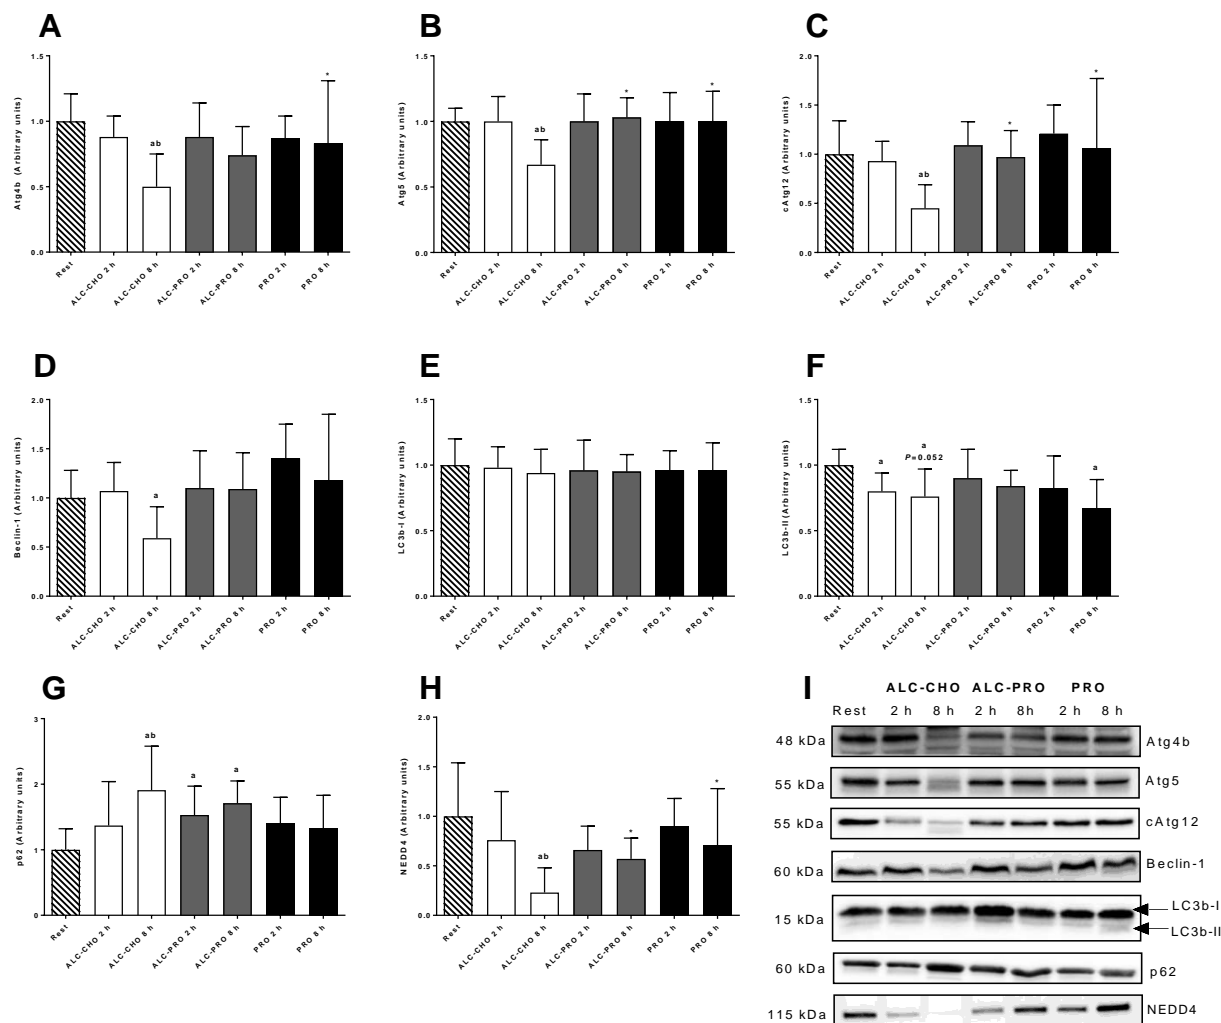 A
Atg4b (Arbitrary units)
1.5
1.0
0.5
0.0
ab
*
Rest
ALC-CHO 2 h
ALC-CHO 8 h
ALC-PRO 2 h
ALC-PRO 8 h
PRO 2 h
PRO 8 h
B
Atg5 (Arbitrary units)
1.5
1.0
0.5
0.0
ab
*
*
Rest
ALC-CHO 2 h
ALC-CHO 8 h
ALC-PRO 2 h
ALC-PRO 8 h
PRO 2 h
PRO 8 h
C
cAtg12 (Arbitrary units)
2.0
1.5
1.0
0.5
0.0
ab
*
*
Rest
ALC-CHO 2 h
ALC-CHO 8 h
ALC-PRO 2 h
ALC-PRO 8 h
PRO 2 h
PRO 8 h
D
Beclin-1 (Arbitrary units)
2.0
1.5
1.0
0.5
0.0
a
Rest
ALC-CHO 2 h
ALC-CHO 8 h
ALC-PRO 2 h
ALC-PRO 8 h
PRO 2 h
PRO 8 h
E
LC3b-I (Arbitrary units)
1.5
1.0
0.5
0.0
Rest
ALC-CHO 2 h
ALC-CHO 8 h
ALC-PRO 2 h
ALC-PRO 8 h
PRO 2 h
PRO 8 h
F
LC3b-II (Arbitrary units)
1.5
1.0
0.5
0.0
a
a
P=0.052
a
Rest
ALC-CHO 2 h
ALC-CHO 8 h
ALC-PRO 2 h
ALC-PRO 8 h
PRO 2 h
PRO 8 h
G
p62 (Arbitrary units)
3
2
1
0
ab
a
a
Rest
ALC-CHO 2 h
ALC-CHO 8 h
ALC-PRO 2 h
ALC-PRO 8 h
PRO 2 h
PRO 8 h
H
NEDD4 (Arbitrary units)
2.0
1.5
1.0
0.5
0.0
ab
*
*
Rest
ALC-CHO 2 h
ALC-CHO 8 h
ALC-PRO 2 h
ALC-PRO 8 h
PRO 2 h
PRO 8 h
I
ALC-CHO ALC-PRO PRO
Rest 2 h 8 h 2 h 8h 2 h 8 h
48 kDa Atg4b
55 kDa Atg5
55 kDa cAtg12
60 kDa Beclin-1
15 kDa LC3b-I
LC3b-II
60 kDa p62
115 kDa NEDD4